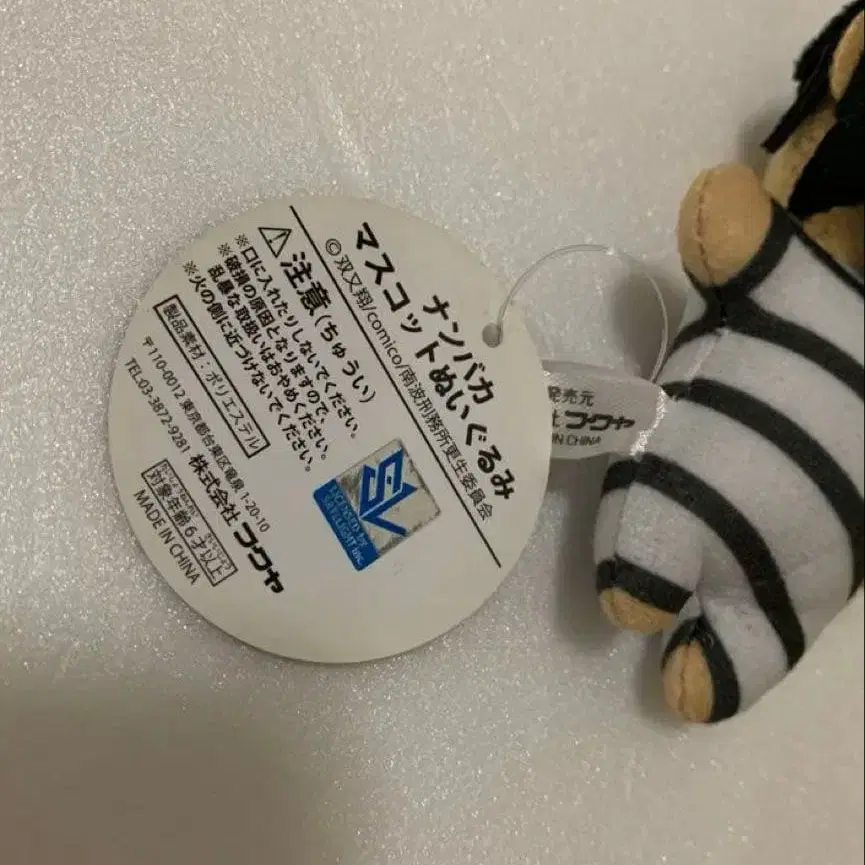 ナンバカ
マスコットぬいぐるみ
©双又翔/comico/南波刑務所更生委員会
注意(ちゅうい)
※口に入れたりしないでください。
※破損の原因となりますので、
乱暴な取扱いはおやめください。
※火の側に近づけないでください。
製品素材:ポリエステル
SV
LICENSED by
SATELIGHT Inc.
〒110-0012 東京都台東区竜泉 1-20-10
TEL:03-3872-9281 株式会社フクヤ
対象年齢6才以上
MADE IN CHINA
発売元
フクヤ
IN CHINA